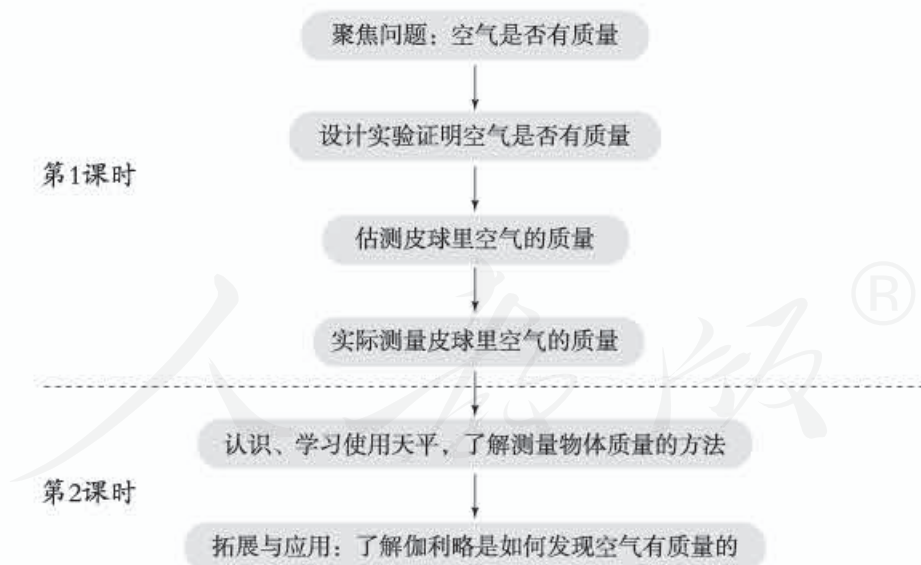 聚焦问题：空气是否有质量
设计实验证明空气是否有质量
第1课时
估测皮球里空气的质量
实际测量皮球里空气的质量
认识、学习使用天平，了解测量物体质量的方法
第2课时
拓展与应用：了解伽利略是如何发现空气有质量的
人教版®